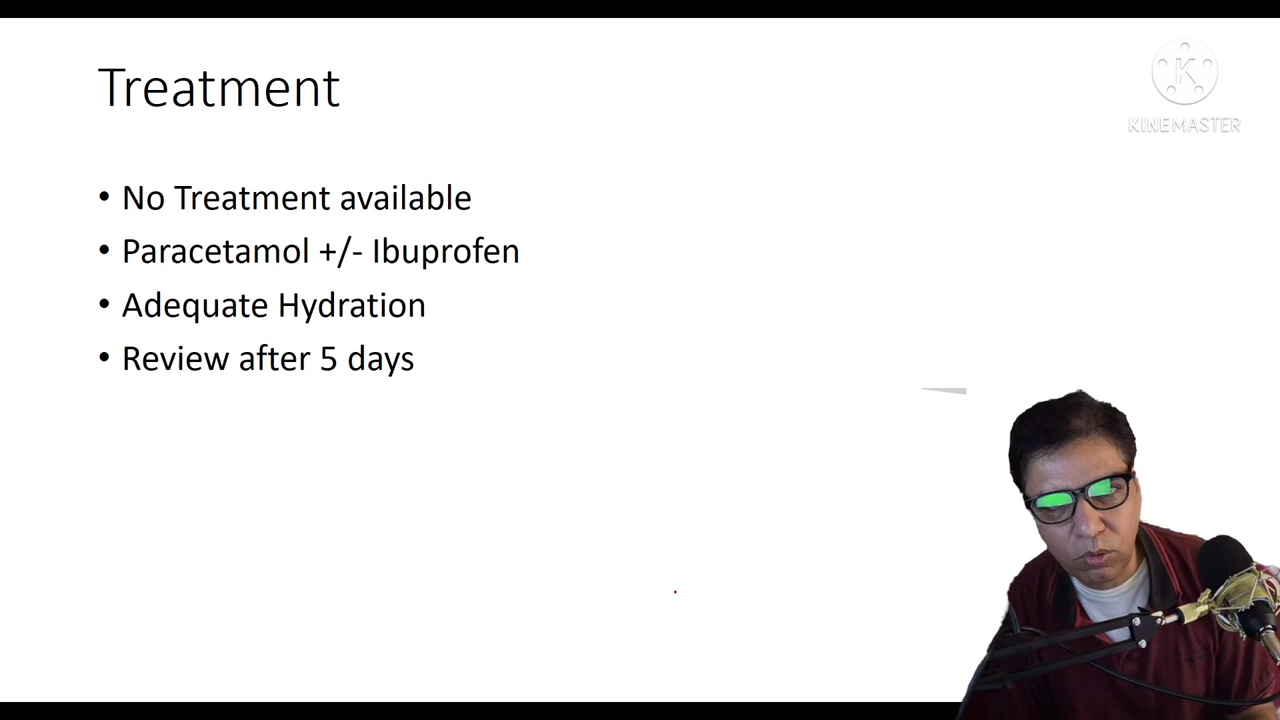 Treatment
K
KINEMASTER
• No Treatment available
• Paracetamol +/- Ibuprofen
• Adequate Hydration
• Review after 5 days